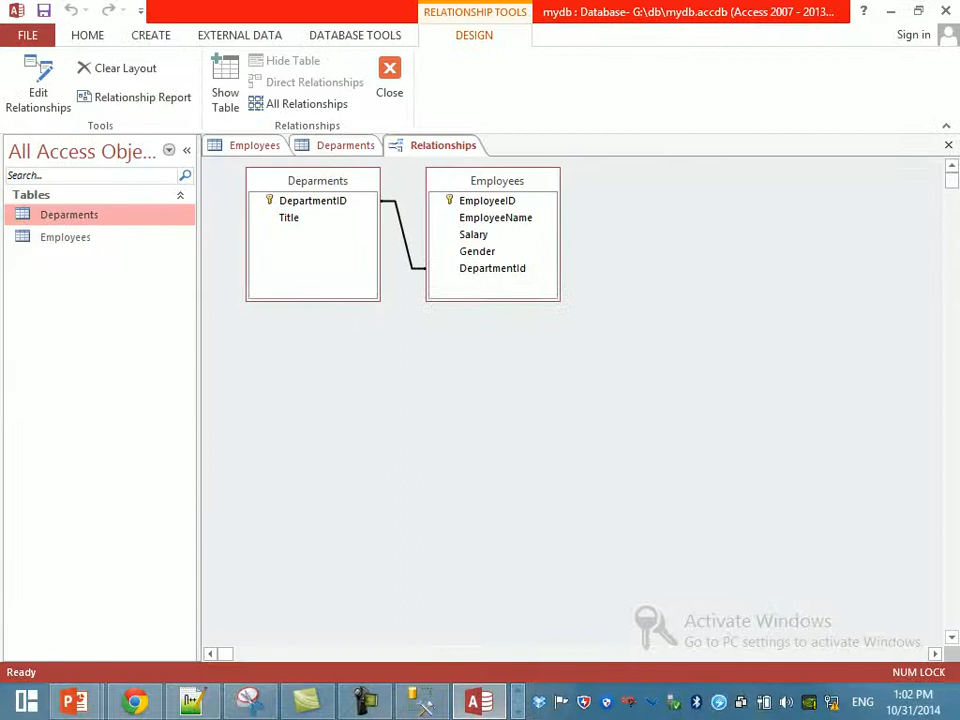 RELATIONSHIP TOOLS
mydb : Database- G:\db\mydb.accdb (Access 2007 - 2013...
?
FILE
HOME
CREATE
EXTERNAL DATA
DATABASE TOOLS
DESIGN
Sign in
Edit
Relationships
Clear Layout
Relationship Report
Tools
Show
Table
Hide Table
Direct Relationships
All Relationships
Close
Relationships
All Access Obje...
Search...
Tables
Deparments
Employees
Employees
Deparments
Relationships
Deparments
DepartmentID
Title
Employees
EmployeeID
EmployeeName
Salary
Gender
DepartmentId
Activate Windows
Go to PC settings to activate Windows.
Ready
NUM LOCK
ENG
1:02 PM
10/31/2014